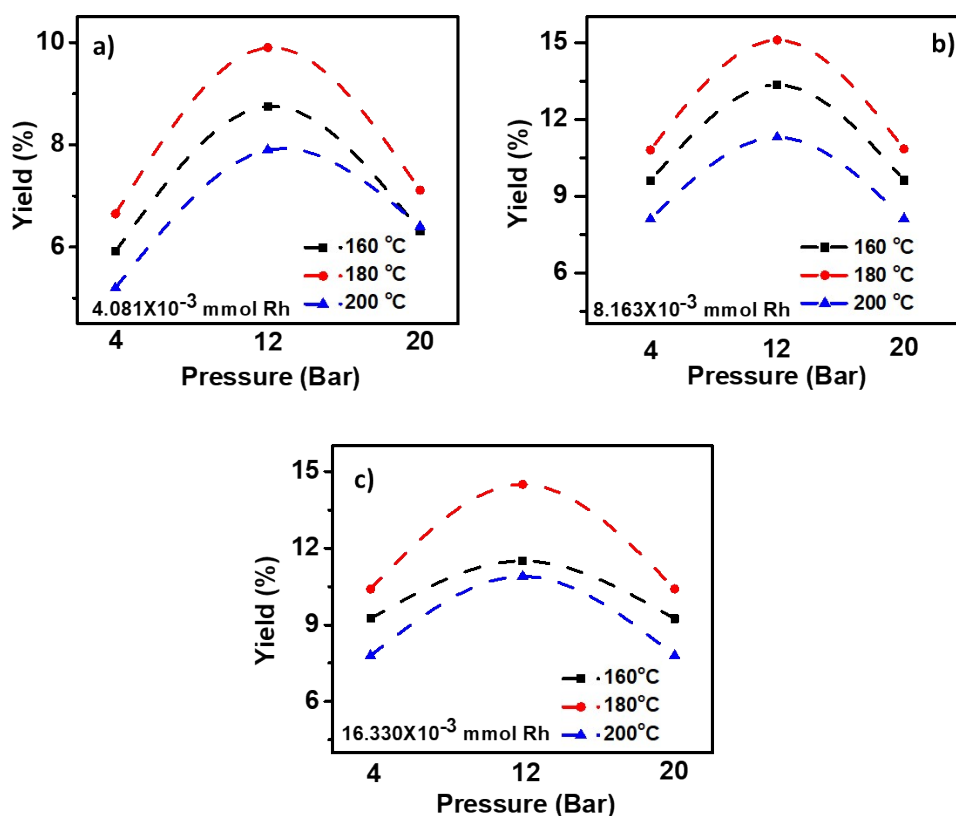 a)
10
8
6
Yield (%)
160 °C
180 °C
200 °C
4.081X10⁻³ mmol Rh
4 12 20
Pressure (Bar)
b)
15
12
9
6
Yield (%)
160 °C
180 °C
200 °C
8.163X10⁻³ mmol Rh
4 12 20
Pressure (Bar)
c)
15
12
9
6
Yield (%)
160°C
180°C
200°C
16.330X10⁻³ mmol Rh
4 12 20
Pressure (Bar)